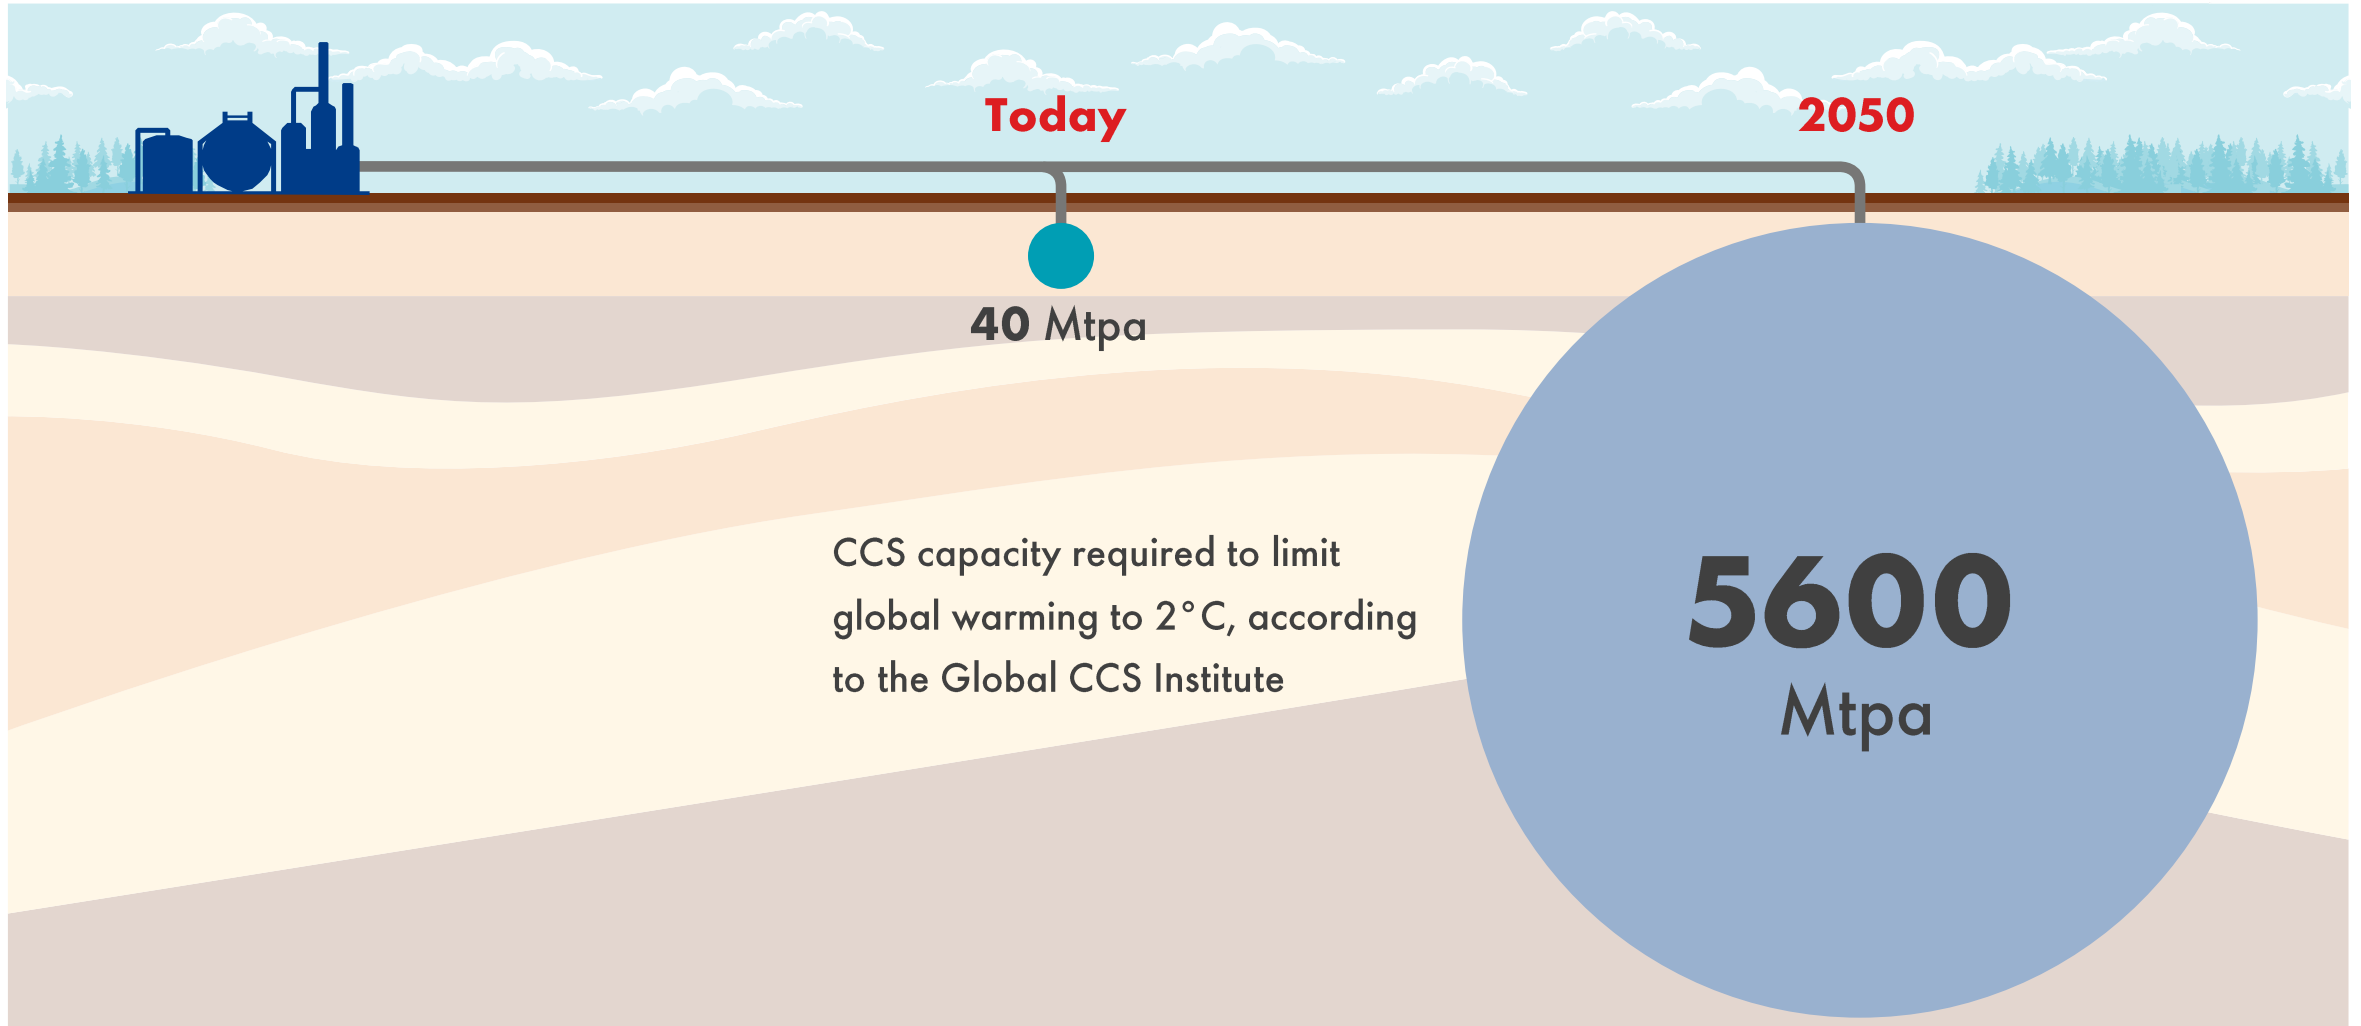 Today
2050
40 Mtpa
CCS capacity required to limit
global warming to 2°C, according
to the Global CCS Institute
5600
Mtpa